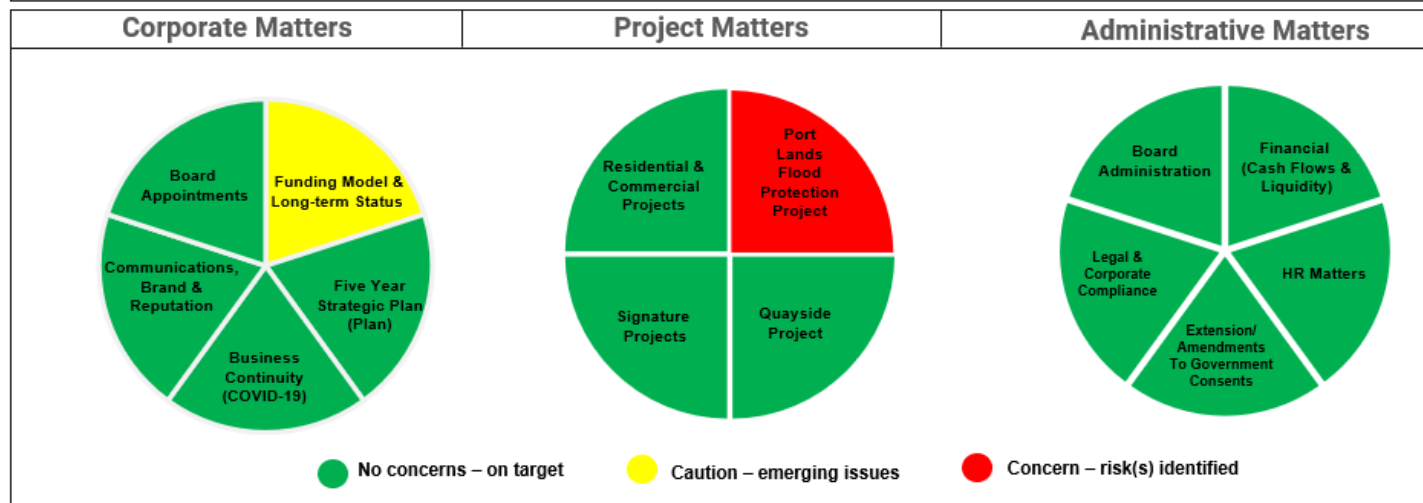 Corporate Matters
Project Matters
Administrative Matters
Board
Appointments
Funding Model &
Long-term Status
Communications,
Brand &
Reputation
Five Year
Strategic Plan
(Plan)
Business
Continuity
(COVID-19)
Residential &
Commercial
Projects
Port
Lands
Flood
Protection
Project
Signature
Projects
Quayside
Project
Board
Administration
Financial
(Cash Flows &
Liquidity)
Legal &
Corporate
Compliance
HR Matters
Extension/
Amendments
To Government
Consents
No concerns – on target
Caution – emerging issues
Concern – risk(s) identified